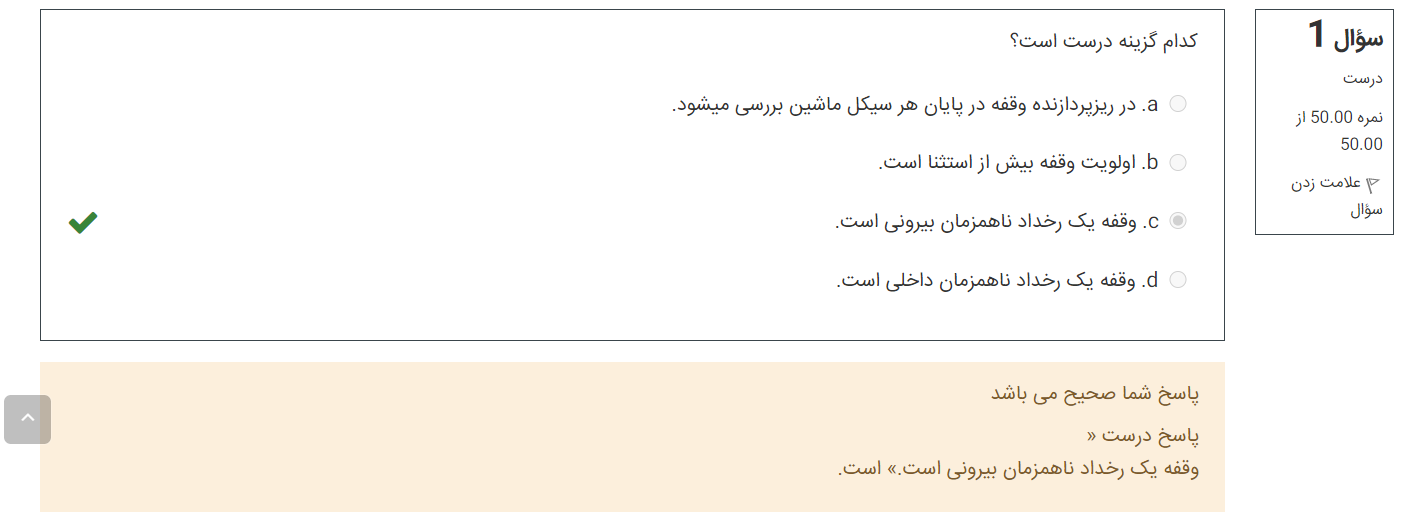 سؤال 1
درست
نمره 50.00 از
50.00
علامت زدن
سؤال
کدام گزینه درست است؟
a. در ریزپردازنده وقفه در پایان هر سیکل ماشین بررسی میشود.
b. اولویت وقفه بیش از استثنا است.
c. وقفه یک رخداد ناهمزمان بیرونی است.
d. وقفه یک رخداد ناهمزمان داخلی است.
پاسخ شما صحیح می باشد
پاسخ درست «
وقفه یک رخداد ناهمزمان بیرونی است.» است.